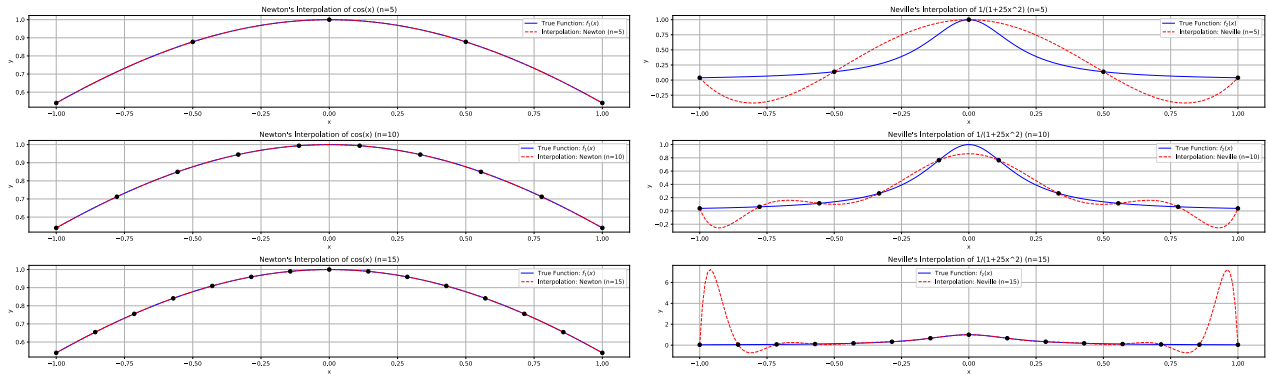 Newton's Interpolation of cos(x) (n=5)
y
1.0
0.9
0.8
0.7
0.6
True Function: f₁(x)
Interpolation: Newton (n=5)
−1.00 −0.75 −0.50 −0.25 0.00 0.25 0.50 0.75 1.00
x
Neville's Interpolation of 1/(1+25x^2) (n=5)
y
1.00
0.75
0.50
0.25
0.00
−0.25
True Function: f₂(x)
Interpolation: Neville (n=5)
−1.00 −0.75 −0.50 −0.25 0.00 0.25 0.50 0.75 1.00
x
Newton's Interpolation of cos(x) (n=10)
y
1.0
0.9
0.8
0.7
0.6
True Function: f₁(x)
Interpolation: Newton (n=10)
−1.00 −0.75 −0.50 −0.25 0.00 0.25 0.50 0.75 1.00
x
Neville's Interpolation of 1/(1+25x^2) (n=10)
y
1.0
0.8
0.6
0.4
0.2
0.0
−0.2
True Function: f₂(x)
Interpolation: Neville (n=10)
−1.00 −0.75 −0.50 −0.25 0.00 0.25 0.50 0.75 1.00
x
Newton's Interpolation of cos(x) (n=15)
y
1.0
0.9
0.8
0.7
0.6
True Function: f₁(x)
Interpolation: Newton (n=15)
−1.00 −0.75 −0.50 −0.25 0.00 0.25 0.50 0.75 1.00
x
Neville's Interpolation of 1/(1+25x^2) (n=15)
y
6
4
2
0
True Function: f₂(x)
Interpolation: Neville (n=15)
−1.00 −0.75 −0.50 −0.25 0.00 0.25 0.50 0.75 1.00
x